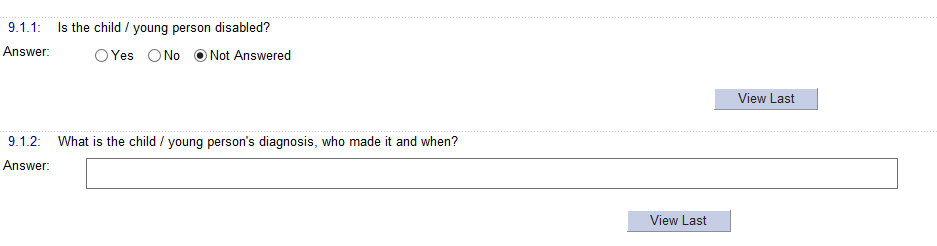 9.1.1: Is the child / young person disabled?
Answer: Yes No Not Answered
View Last
9.1.2: What is the child / young person's diagnosis, who made it and when?
Answer:
View Last